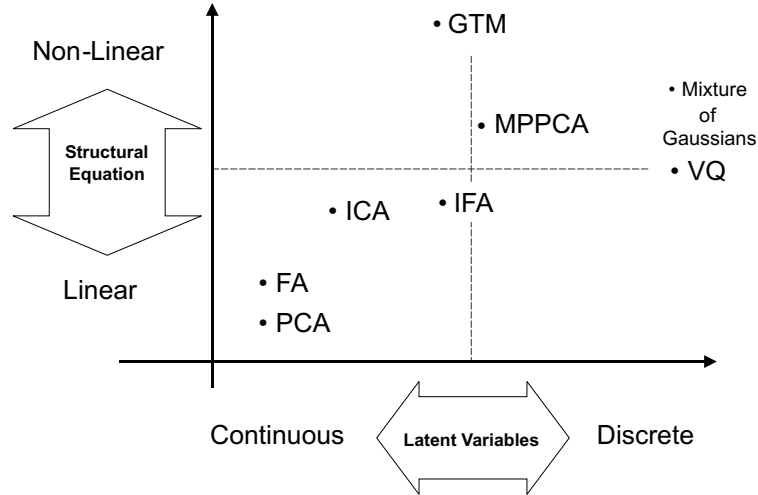 • GTM
Non-Linear
• Mixture
of
Gaussians
• MPPCA
Structural
Equation
• VQ
• ICA
• IFA
Linear
• FA
• PCA
Continuous
Latent Variables
Discrete